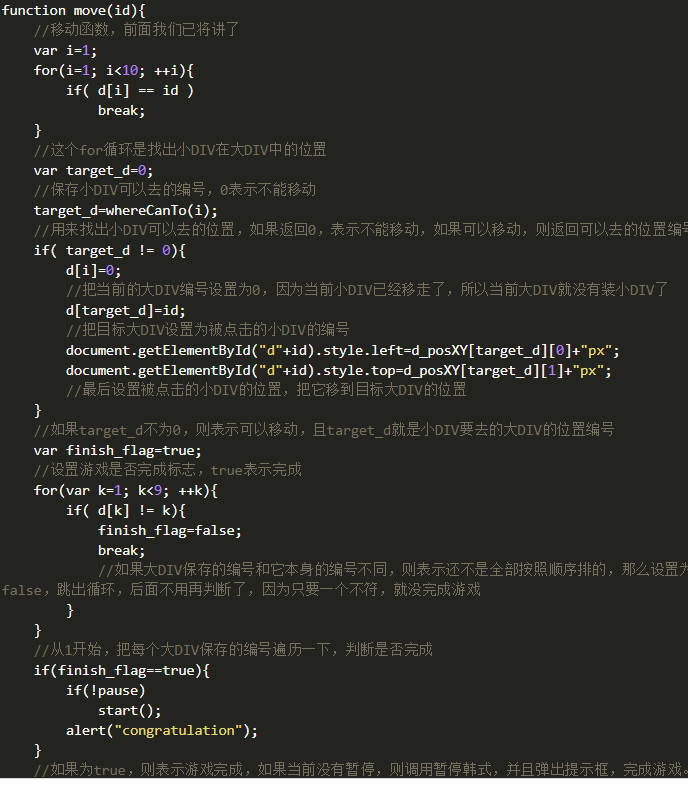 function move(id){
//移动函数，前面我们已将讲了
var i=1;
for(i=1; i<10; ++i){
if( d[i] == id )
break;
}
//这个for循环是找出小DIV在大DIV中的位置
var target_d=0;
//保存小DIV可以去的编号，0表示不能移动
target_d=whereCanTo(i);
//用来找出小DIV可以去的位置，如果返回0，表示不能移动，如果可以移动，则返回可以去的位置编号
if( target_d != 0){
d[i]=0;
//把当前的大DIV编号设置为0，因为当前小DIV已经移走了，所以当前大DIV就没有装小DIV了
d[target_d]=id;
//把目标大DIV设置为被点击的小DIV的编号
document.getElementById("d"+id).style.left=d_posXY[target_d][0]+"px";
document.getElementById("d"+id).style.top=d_posXY[target_d][1]+"px";
//最后设置被点击的小DIV的位置，把它移到目标大DIV的位置
}
//如果target_d不为0，则表示可以移动，且target_d就是小DIV要去的大DIV的位置编号
var finish_flag=true;
//设置游戏是否完成标志，true表示完成
for(var k=1; k<9; ++k){
if( d[k] != k){
finish_flag=false;
break;
//如果大DIV保存的编号和它本身的编号不同，则表示还不是全部按照顺序排的，那么设置为
false，跳出循环，后面不用再判断了，因为只要一个不符，就没完成游戏
}
}
//从1开始，把每个大DIV保存的编号遍历一下，判断是否完成
if(finish_flag==true){
if(!pause)
start();
alert("congratulation");
}
//如果为true，则表示游戏完成，如果当前没有暂停，则调用暂停韩式，并且弹出提示框，完成游戏。